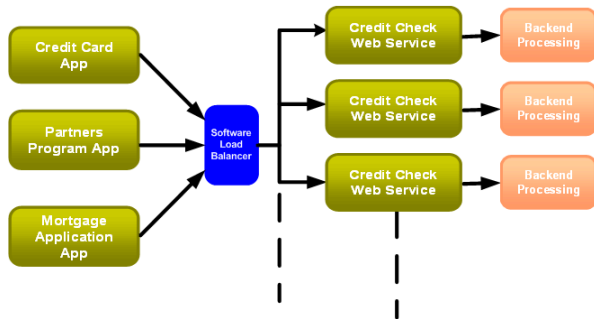 Credit Card
App
Partners
Program App
Mortgage
Application
App
Software
Load
Balancer
Credit Check
Web Service
Backend
Processing
Credit Check
Web Service
Backend
Processing
Credit Check
Web Service
Backend
Processing